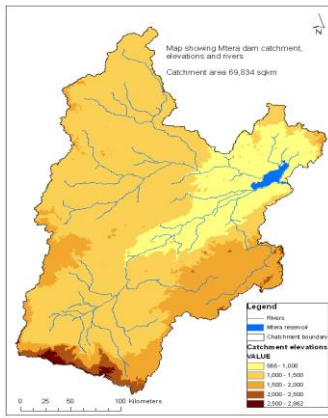 Map showing Mtera dam catchment,
elevations and rivers
Catchment area 69,834 sqkm
N
Legend
Rivers
Mtera reservoir
Chatchment boundary
Catchment elevations
VALUE
666 - 1,000
1,000 - 1,500
1,500 - 2,000
2,000 - 2,500
2,500 - 2,962
0 25 50 100 Kilometers